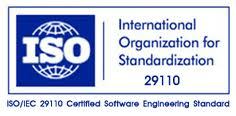 ISO
International
Organization for
Standardization
29110
ISO/IEC 29110 Certified Software Engineering Standard